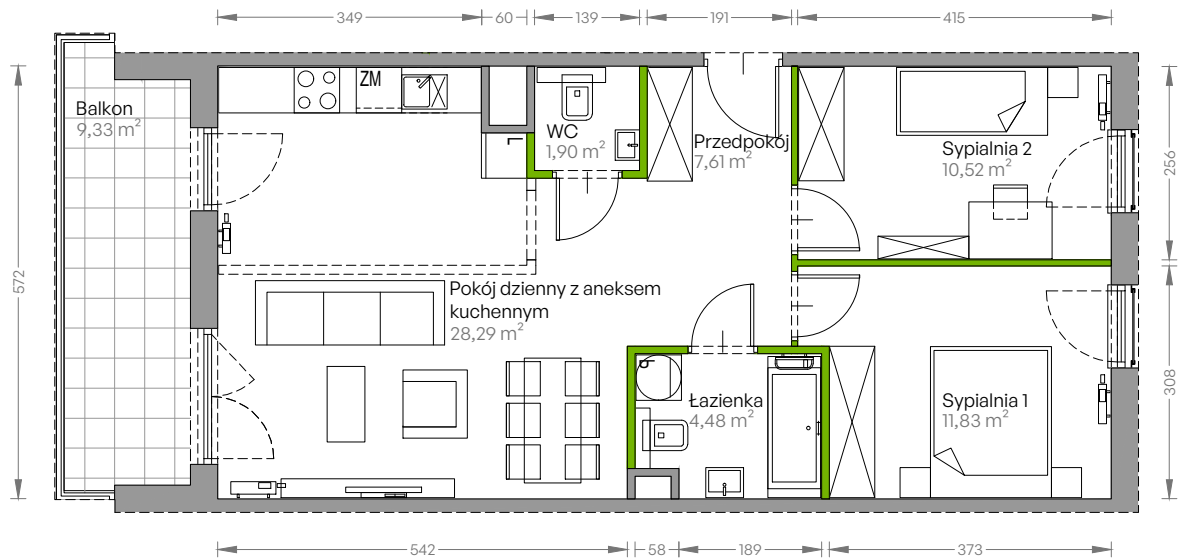 349
60
139
191
415
Balkon
9,33 m²
ZM
L
WC
1,90 m²
Przedpokój
7,61 m²
Sypialnia 2
10,52 m²
256
572
Pokój dzienny z aneksem
kuchennym
28,29 m²
Łazienka
4,48 m²
Sypialnia 1
11,83 m²
308
542
58
189
373